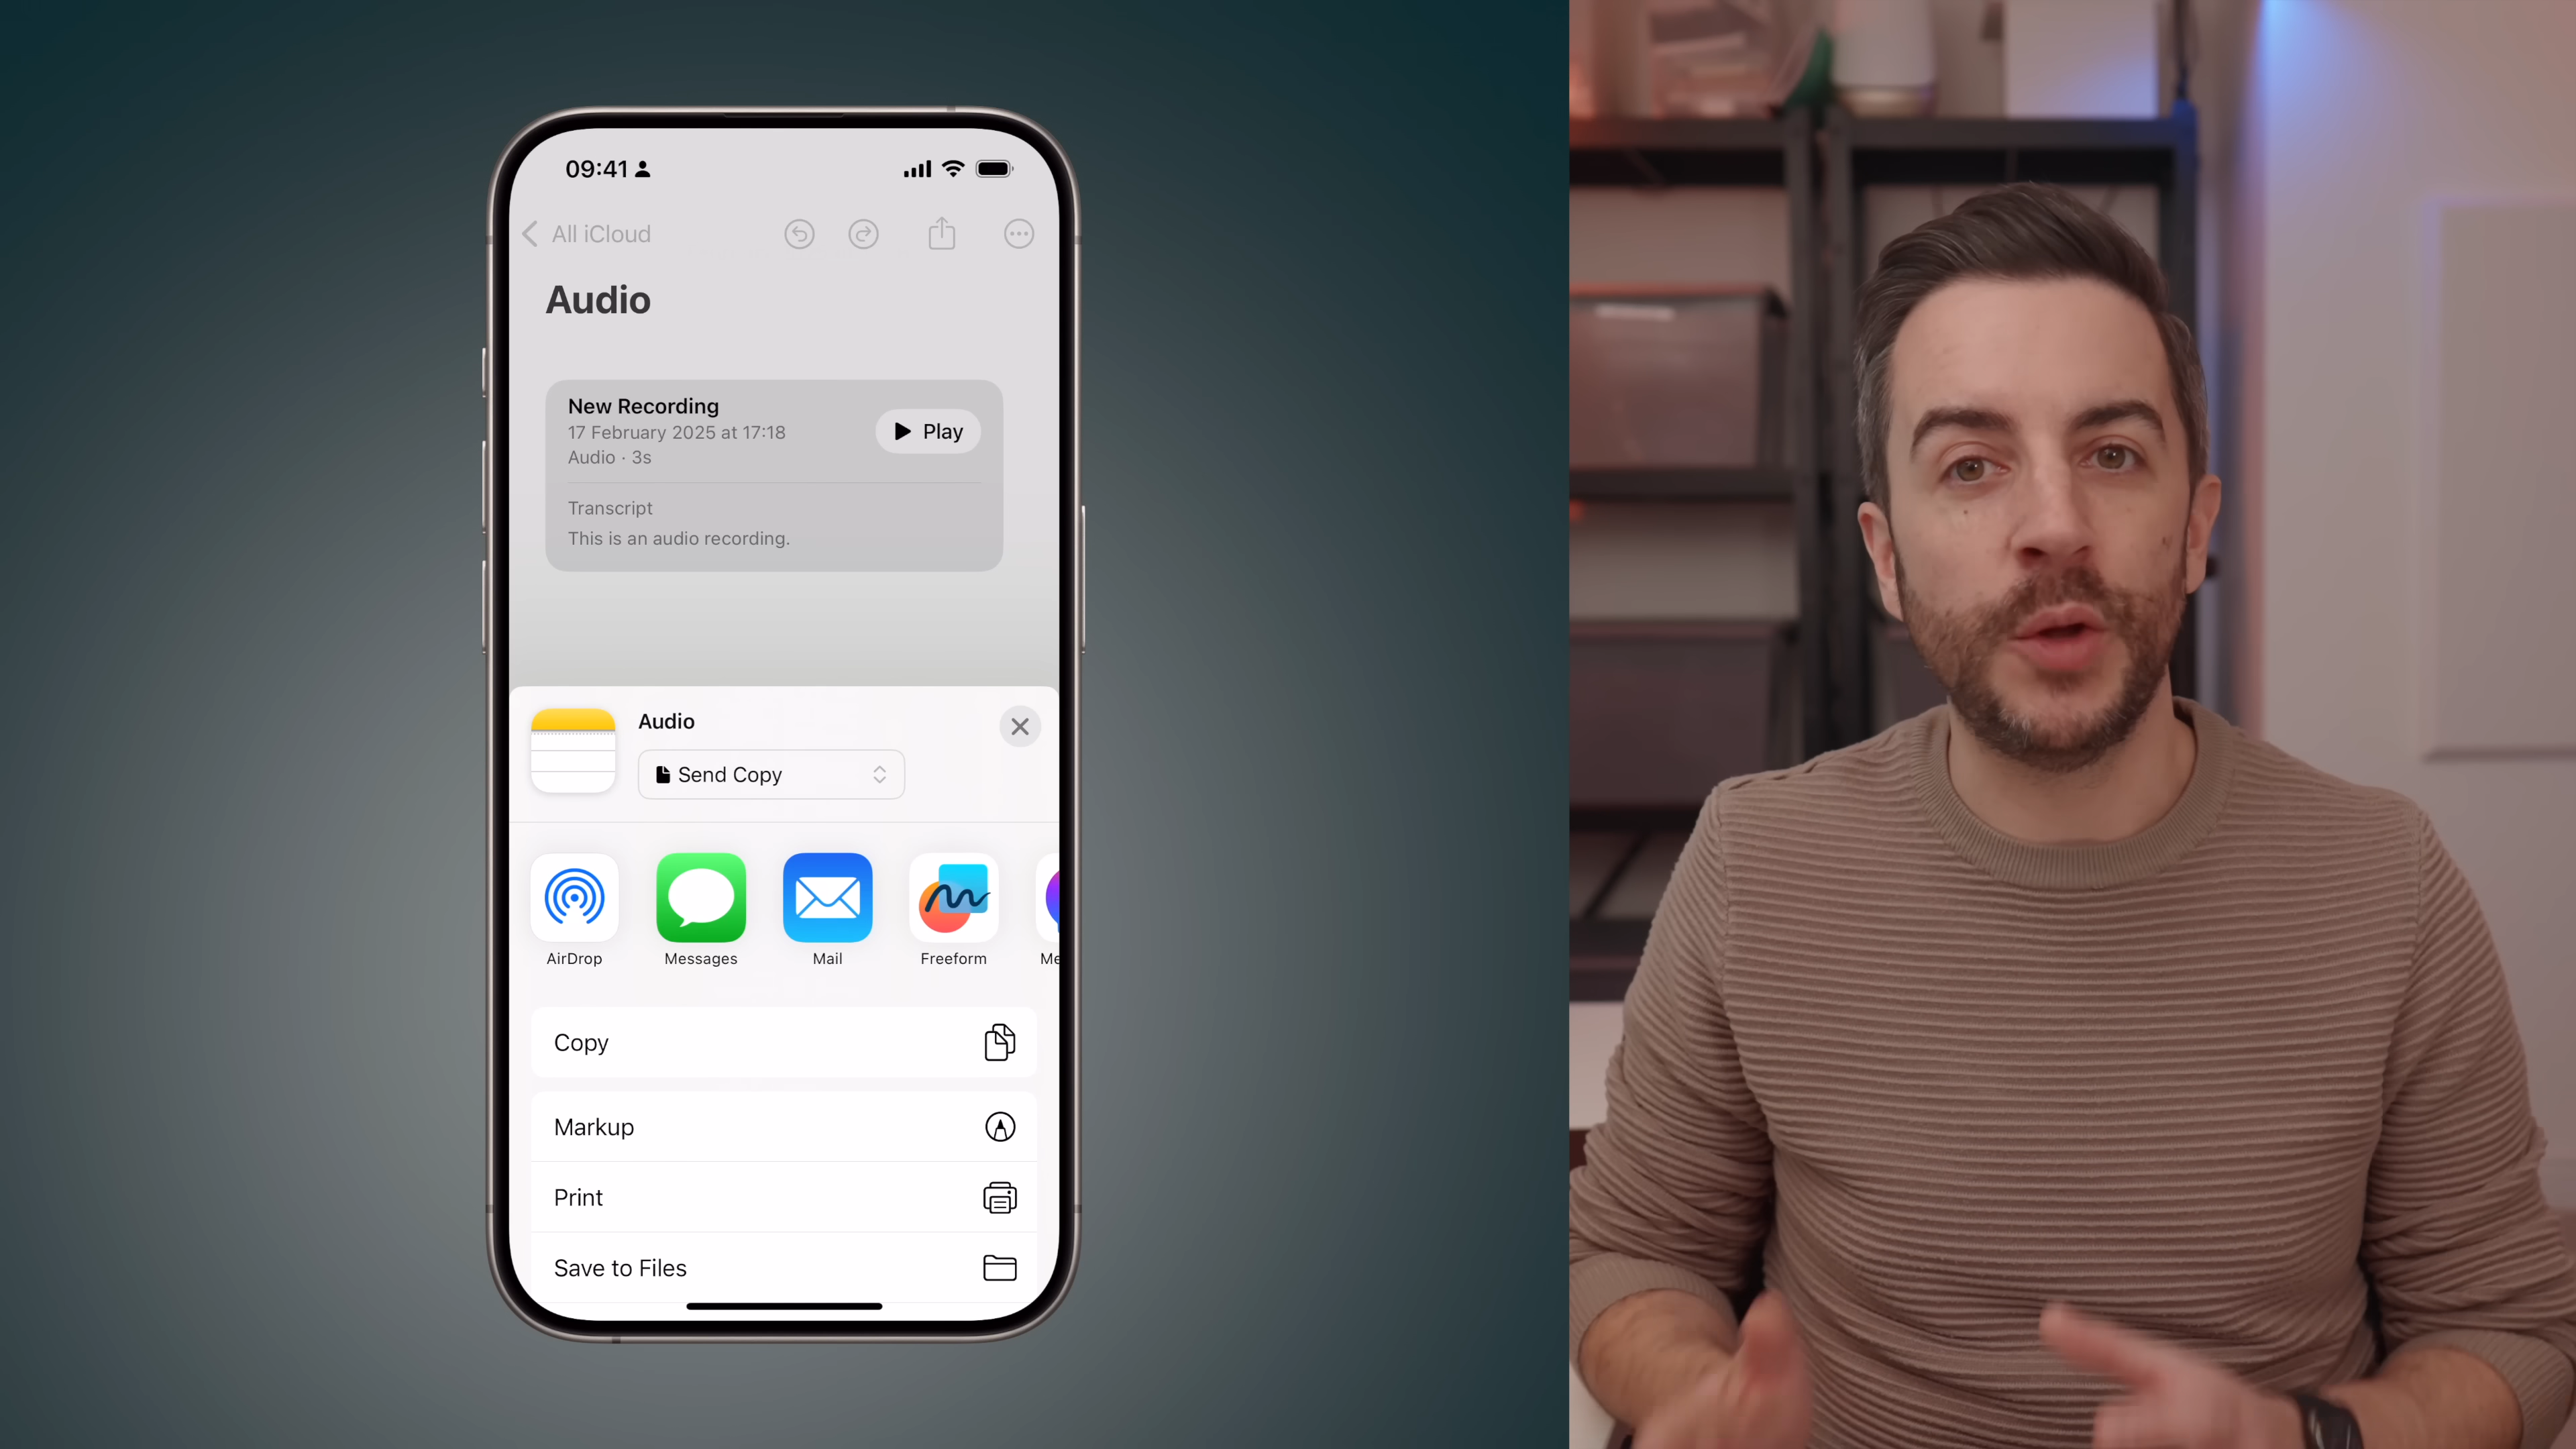 09:41
All iCloud
Audio
New Recording
17 February 2025 at 17:18
Audio · 3s
Play
Transcript
This is an audio recording.
Audio
Send Copy
AirDrop
Messages
Mail
Freeform
Me
Copy
Markup
Print
Save to Files